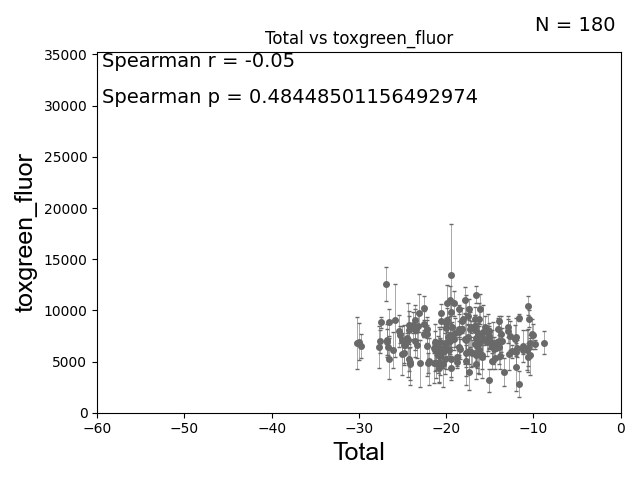 N = 180
Total vs toxgreen_fluor
Spearman r = -0.05
Spearman p = 0.48448501156492974
35000
30000
25000
20000
15000
10000
5000
0
toxgreen_fluor
−60 −50 −40 −30 −20 −10 0
Total